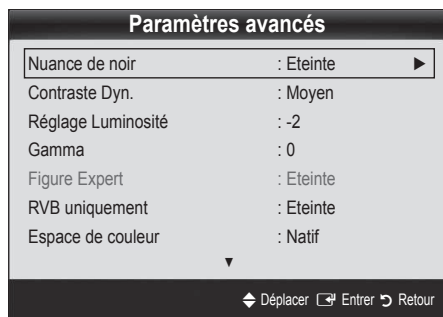 Paramètres avancés
Nuance de noir : Eteinte ►
Contraste Dyn. : Moyen
Réglage Luminosité : -2
Gamma : 0
Figure Expert : Eteinte
RVB uniquement : Eteinte
Espace de couleur : Natif
▼
Déplacer Entrer Retour